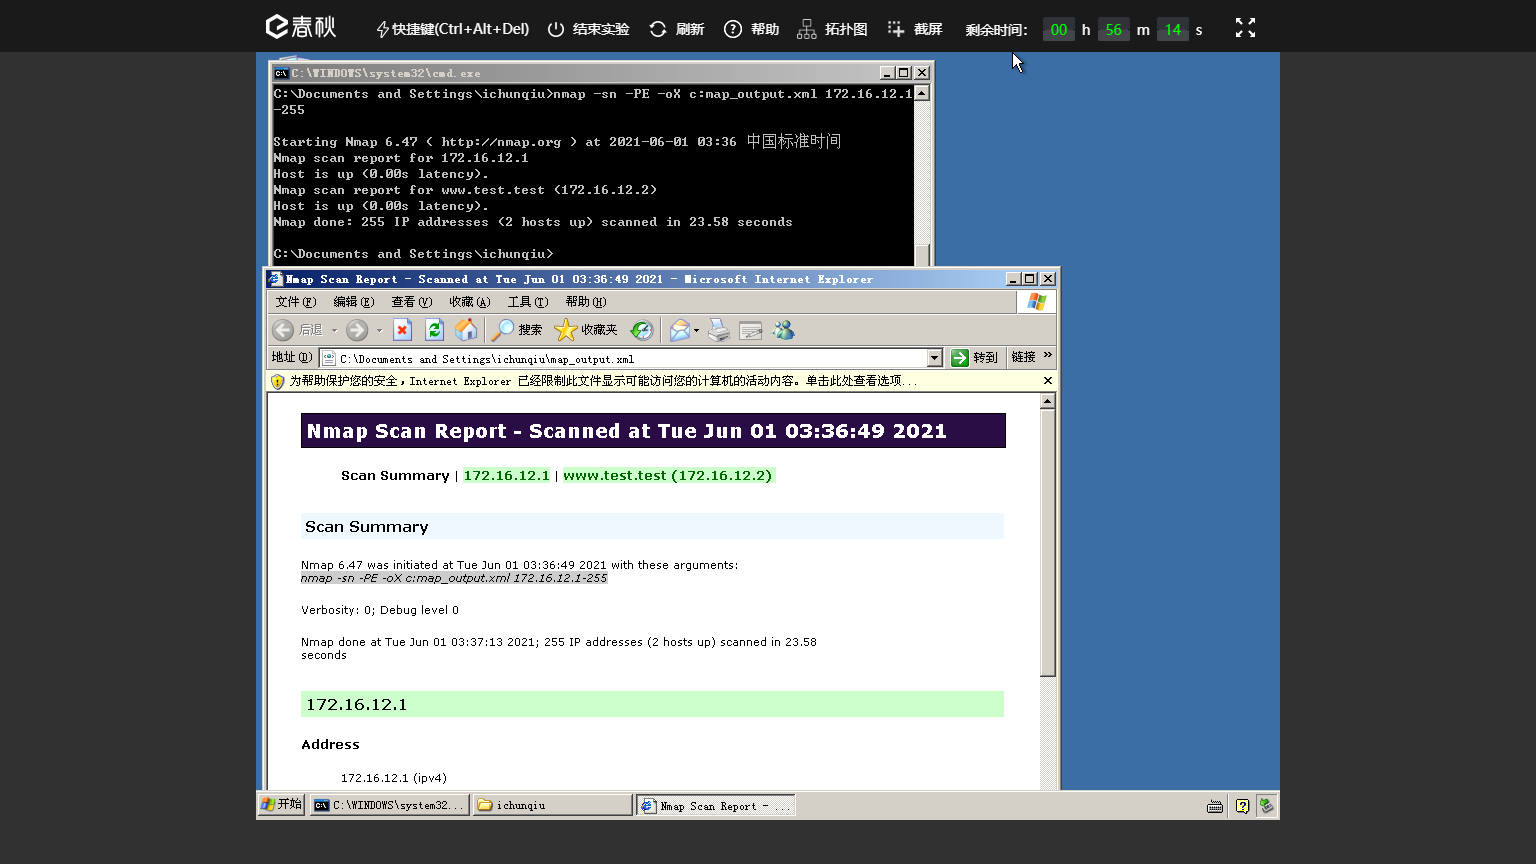 春秋 快捷键(Ctrl+Alt+Del) 结束实验 刷新 帮助 拓扑图 截屏 剩余时间: 00 h 56 m 14 s
C:\WINDOWS\system32\cmd.exe
C:\Documents and Settings\ichunqiu>nmap -sn -PE -oX c:map_output.xml 172.16.12.1
-255
Starting Nmap 6.47 ( http://nmap.org ) at 2021-06-01 03:36 中国标准时间
Nmap scan report for 172.16.12.1
Host is up (0.00s latency).
Nmap scan report for www.test.test (172.16.12.2)
Host is up (0.00s latency).
Nmap done: 255 IP addresses (2 hosts up) scanned in 23.58 seconds
C:\Documents and Settings\ichunqiu>
Nmap Scan Report - Scanned at Tue Jun 01 03:36:49 2021 - Microsoft Internet Explorer
文件(F) 编辑(E) 查看(V) 收藏(A) 工具(T) 帮助(H)
后退 搜索 收藏夹
地址(D) C:\Documents and Settings\ichunqiu\map_output.xml 转到 链接 »
为帮助保护您的安全，Internet Explorer 已经限制此文件显示可能访问您的计算机的活动内容。单击此处查看选项...
Nmap Scan Report - Scanned at Tue Jun 01 03:36:49 2021
Scan Summary | 172.16.12.1 | www.test.test (172.16.12.2)
Scan Summary
Nmap 6.47 was initiated at Tue Jun 01 03:36:49 2021 with these arguments:
nmap -sn -PE -oX c:map_output.xml 172.16.12.1-255
Verbosity: 0; Debug level 0
Nmap done at Tue Jun 01 03:37:13 2021; 255 IP addresses (2 hosts up) scanned in 23.58
seconds
172.16.12.1
Address
172.16.12.1 (ipv4)
开始 C:\WINDOWS\system32... ichunqiu Nmap Scan Report - ...